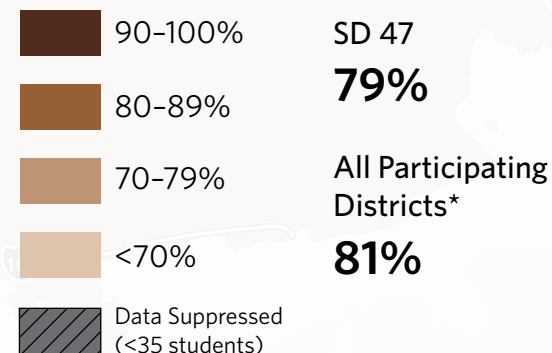 90–100%
80–89%
70–79%
<70%
Data Suppressed
(<35 students)
SD 47
79%
All Participating
Districts*
81%